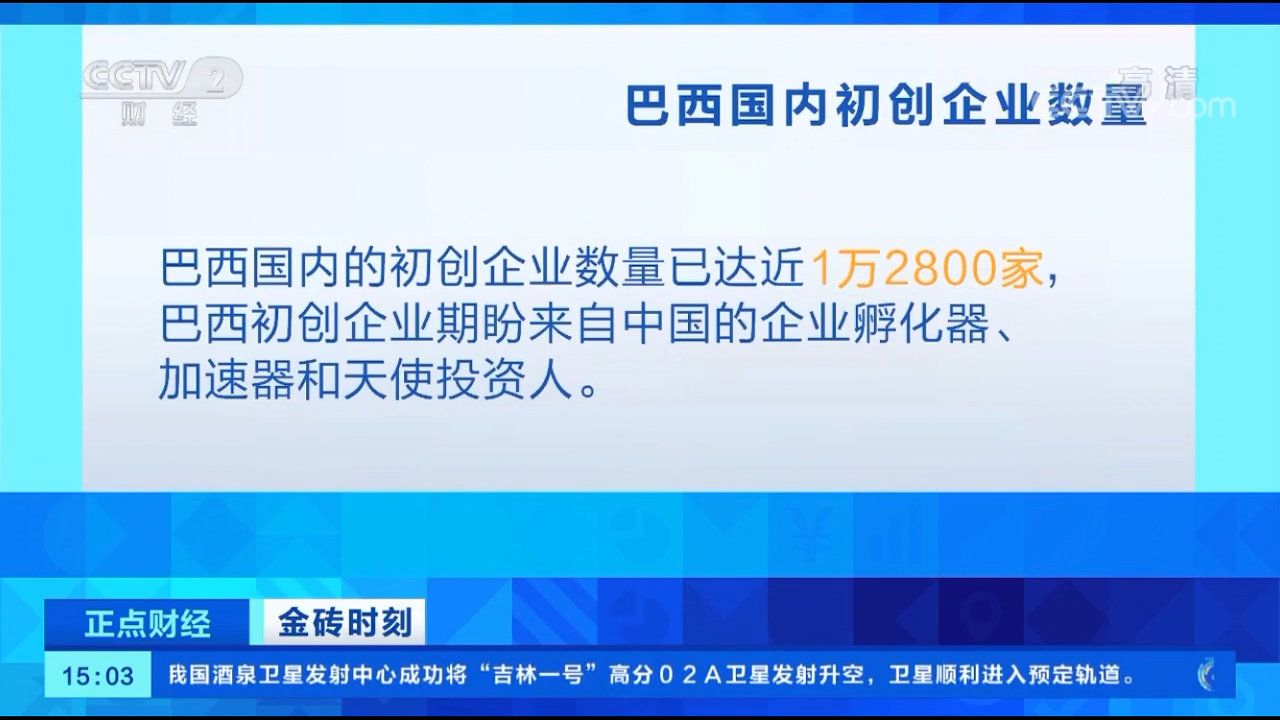 CCTV 2
财 经
高清
巴西国内初创企业数量
巴西国内的初创企业数量已达近1万2800家，
巴西初创企业期盼来自中国的企业孵化器、
加速器和天使投资人。
正点财经
金砖时刻
15:03
我国酒泉卫星发射中心成功将“吉林一号”高分02A卫星发射升空，卫星顺利进入预定轨道。